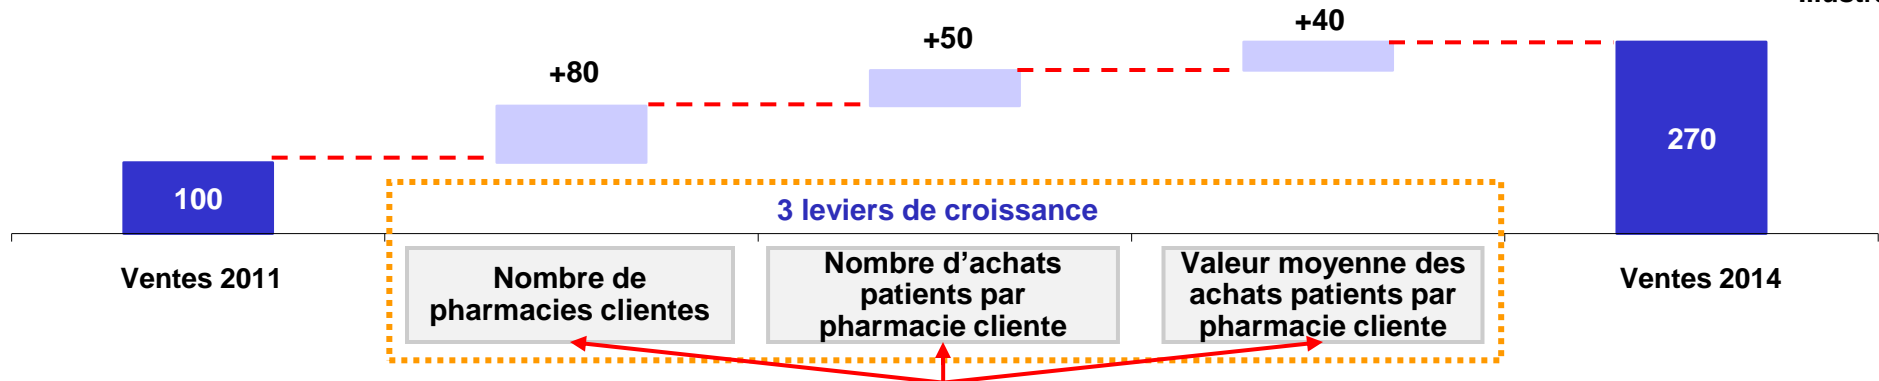 +80
+50
+40
100
270
3 leviers de croissance
Ventes 2011
Nombre de
pharmacies clientes
Nombre d’achats
patients par
pharmacie cliente
Valeur moyenne des
achats patients par
pharmacie cliente
Ventes 2014